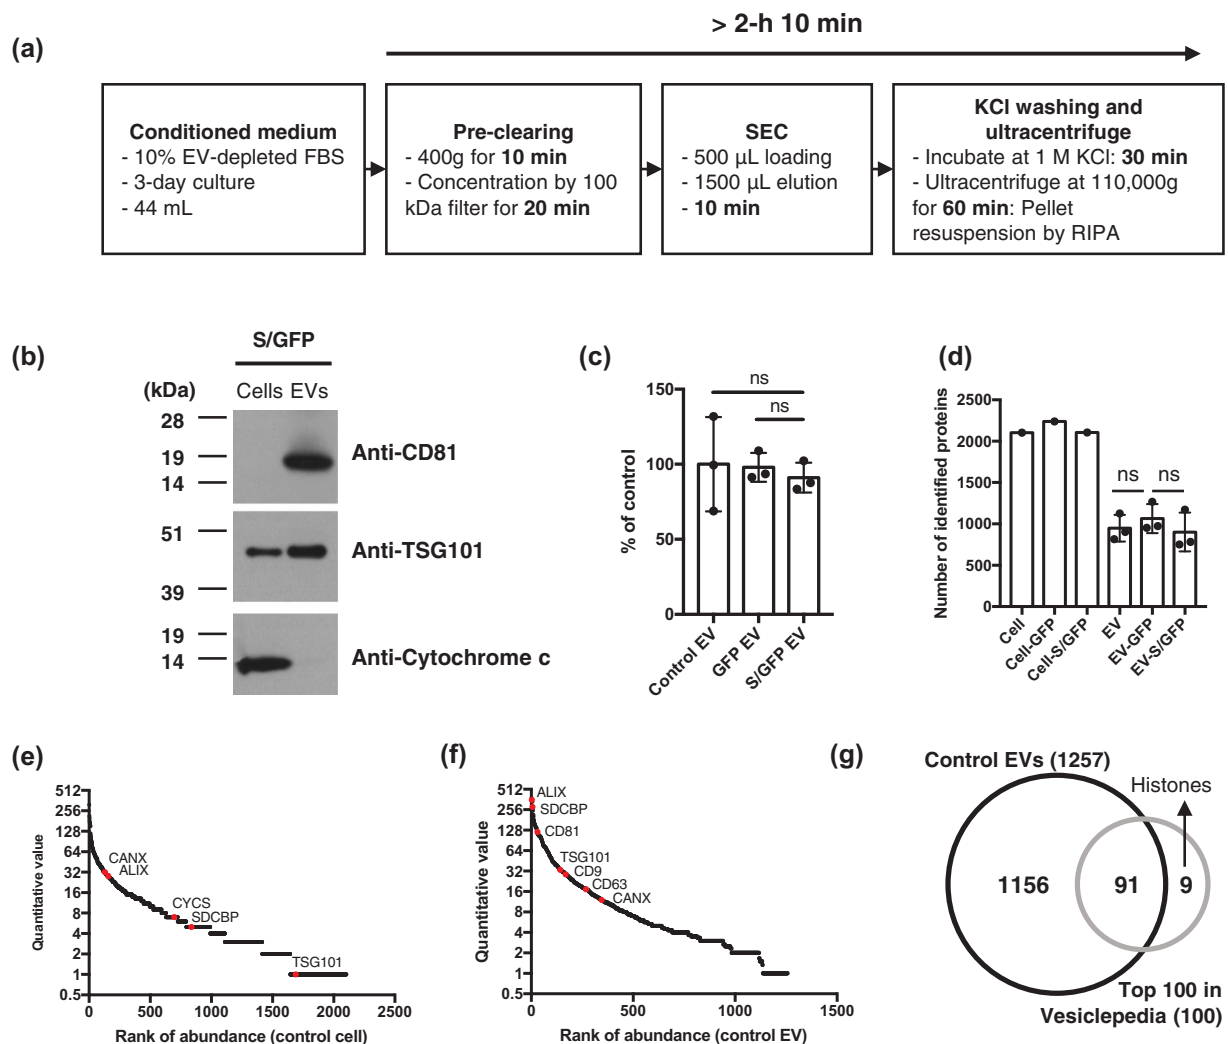 (a)
> 2-h 10 min
Conditioned medium
- 10% EV-depleted FBS
- 3-day culture
- 44 mL
Pre-clearing
- 400g for 10 min
- Concentration by 100
kDa filter for 20 min
SEC
- 500 μL loading
- 1500 μL elution
- 10 min
KCl washing and
ultracentrifuge
- Incubate at 1 M KCl: 30 min
- Ultracentrifuge at 110,000g
for 60 min: Pellet
resuspension by RIPA
(b)
S/GFP
(kDa)
Cells EVs
28
19
14
Anti-CD81
51
39
Anti-TSG101
19
14
Anti-Cytochrome c
(c)
% of control
150
100
50
0
ns
ns
Control EV
GFP EV
S/GFP EV
(d)
Number of identified proteins
2500
2000
1500
1000
500
0
ns
ns
Cell
Cell-GFP
Cell-S/GFP
EV
EV-GFP
EV-S/GFP
(e)
Quantitative value
512
256
128
64
32
16
8
4
2
1
0.5
CANX
ALIX
CYCS
SDCBP
TSG101
0
500
1000
1500
2000
2500
Rank of abundance (control cell)
(f)
Quantitative value
512
256
128
64
32
16
8
4
2
1
0.5
ALIX
SDCBP
CD81
TSG101
CD9
CD63
CANX
0
500
1000
1500
Rank of abundance (control EV)
(g)
Control EVs (1257)
Histones
1156
91
9
Top 100 in
Vesiclepedia (100)